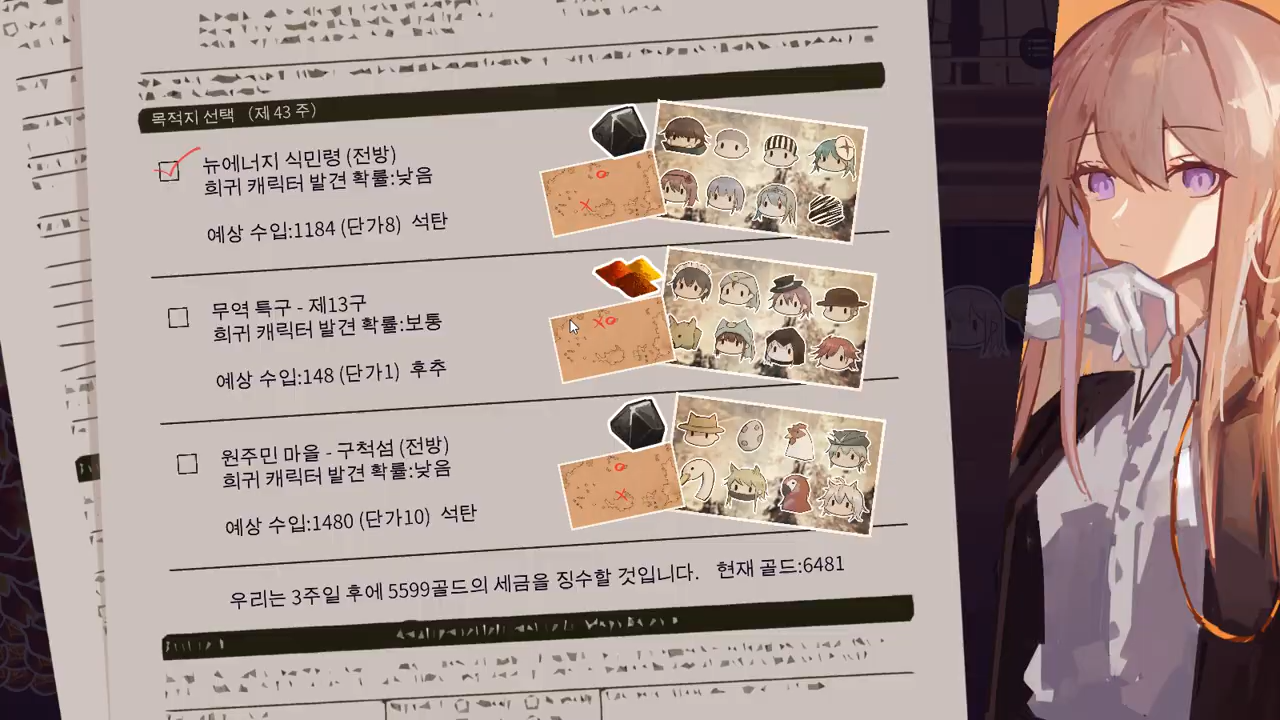 목적지 선택 (제 43 주)
뉴에너지 식민령 (전방)
희귀 캐릭터 발견 확률:낮음
예상 수입:1184 (단가8) 석탄
무역 특구 - 제13구
희귀 캐릭터 발견 확률:보통
예상 수입:148 (단가1) 후추
원주민 마을 - 구척섬 (전방)
희귀 캐릭터 발견 확률:낮음
예상 수입:1480 (단가10) 석탄
우리는 3주일 후에 5599골드의 세금을 징수할 것입니다. 현재 골드:6481